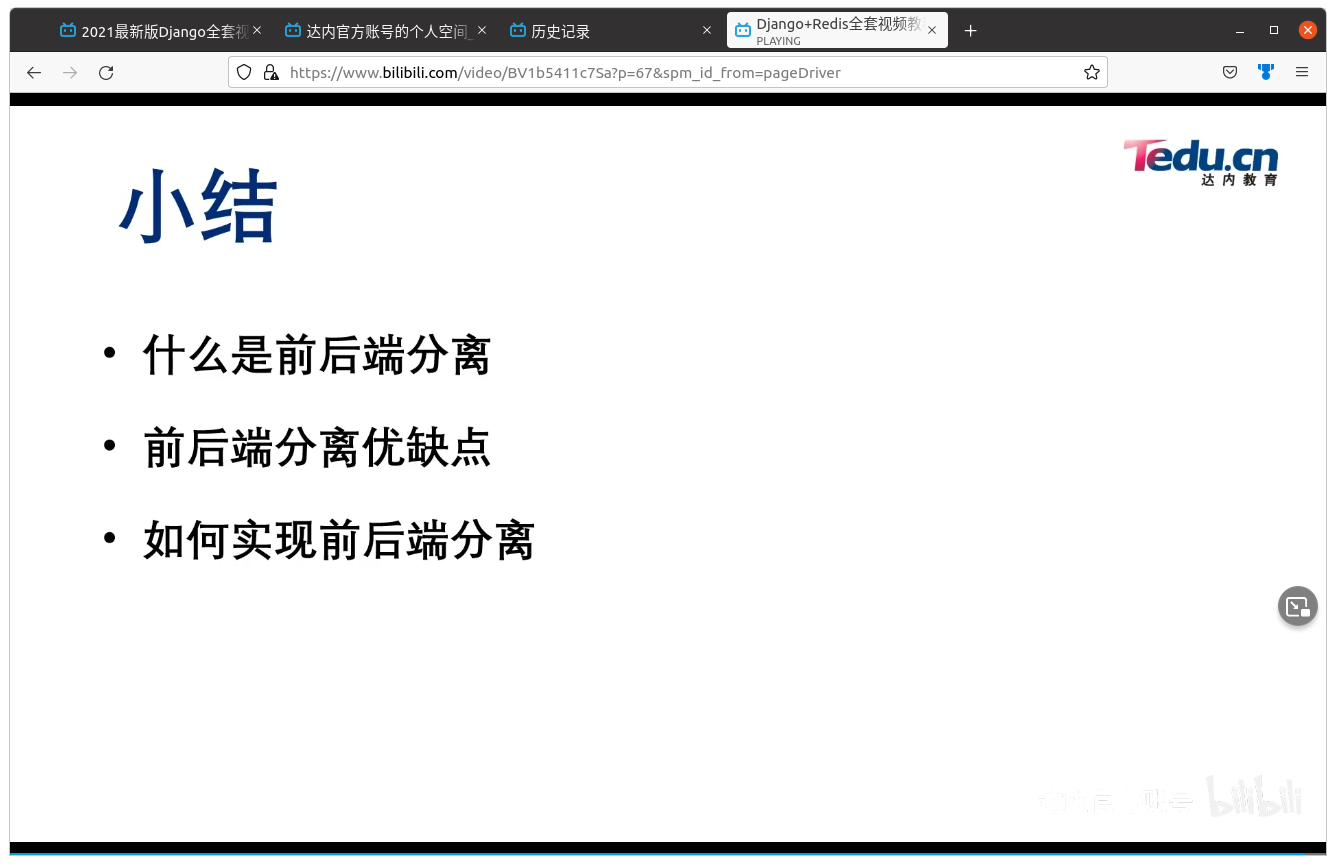 2021最新版Django全套视
达内官方账号的个人空间_
历史记录
Django+Redis全套视频教
PLAYING
https://www.bilibili.com/video/BV1b5411c7Sa?p=67&spm_id_from=pageDriver
Tedu.cn
达内教育
小结
• 什么是前后端分离
• 前后端分离优缺点
• 如何实现前后端分离
bilibili